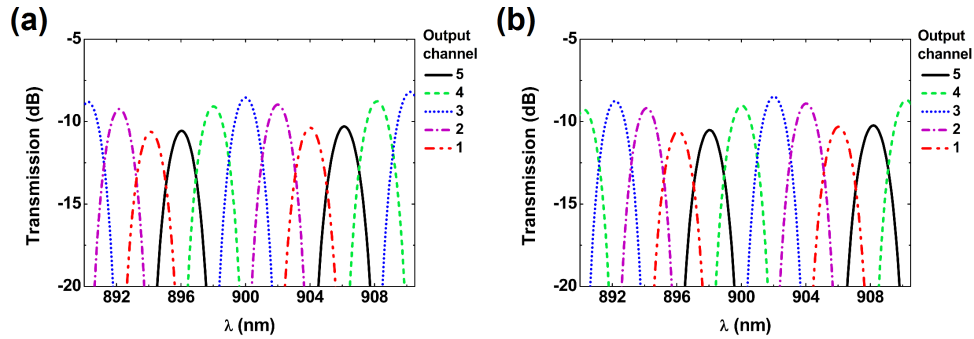 (a)
Transmission (dB)
-5
-10
-15
-20
892 896 900 904 908
λ (nm)
Output
channel
5
4
3
2
1
(b)
Transmission (dB)
-5
-10
-15
-20
892 896 900 904 908
λ (nm)
Output
channel
5
4
3
2
1